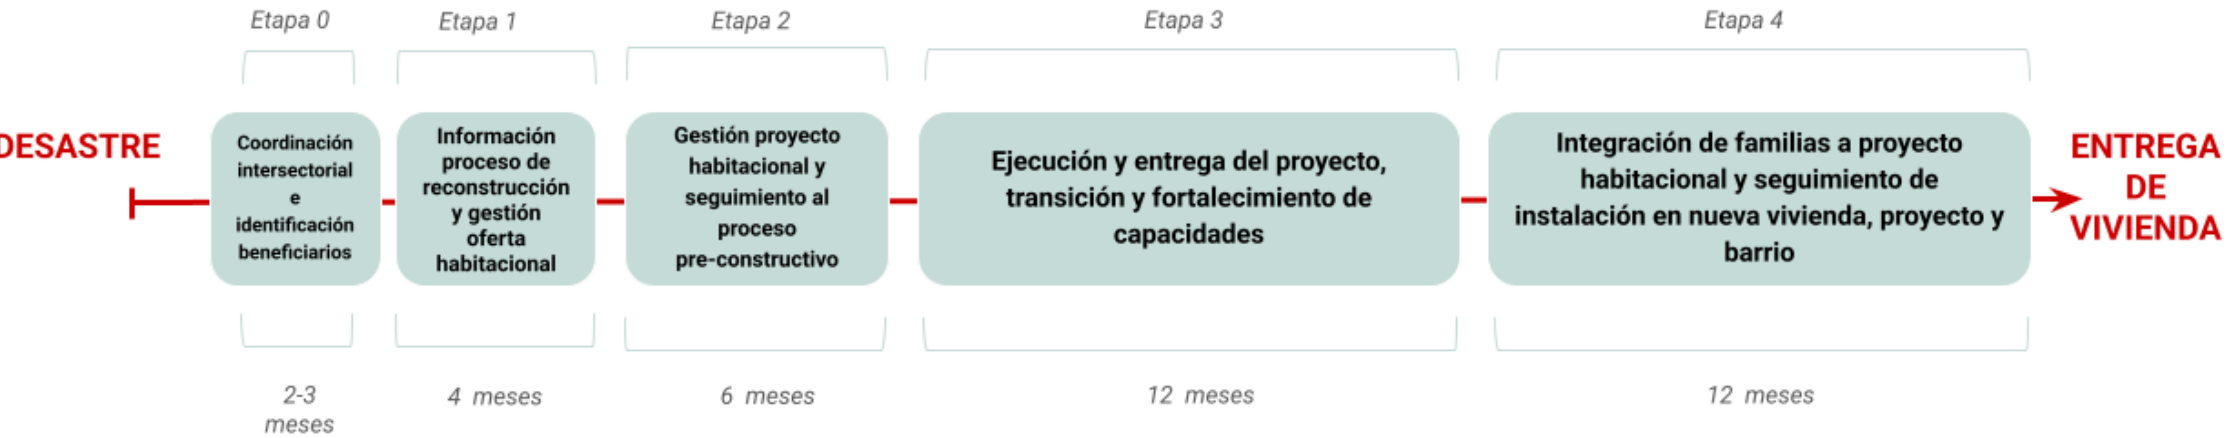 Etapa 0
Etapa 1
Etapa 2
Etapa 3
Etapa 4
DESASTRE
Coordinación
intersectorial
e
identificación
beneficiarios
Información
proceso de
reconstrucción
y gestión
oferta
habitacional
Gestión proyecto
habitacional y
seguimiento al
proceso
pre-constructivo
Ejecución y entrega del proyecto,
transición y fortalecimiento de
capacidades
Integración de familias a proyecto
habitacional y seguimiento de
instalación en nueva vivienda, proyecto y
barrio
ENTREGA
DE
VIVIENDA
2-3
meses
4 meses
6 meses
12 meses
12 meses